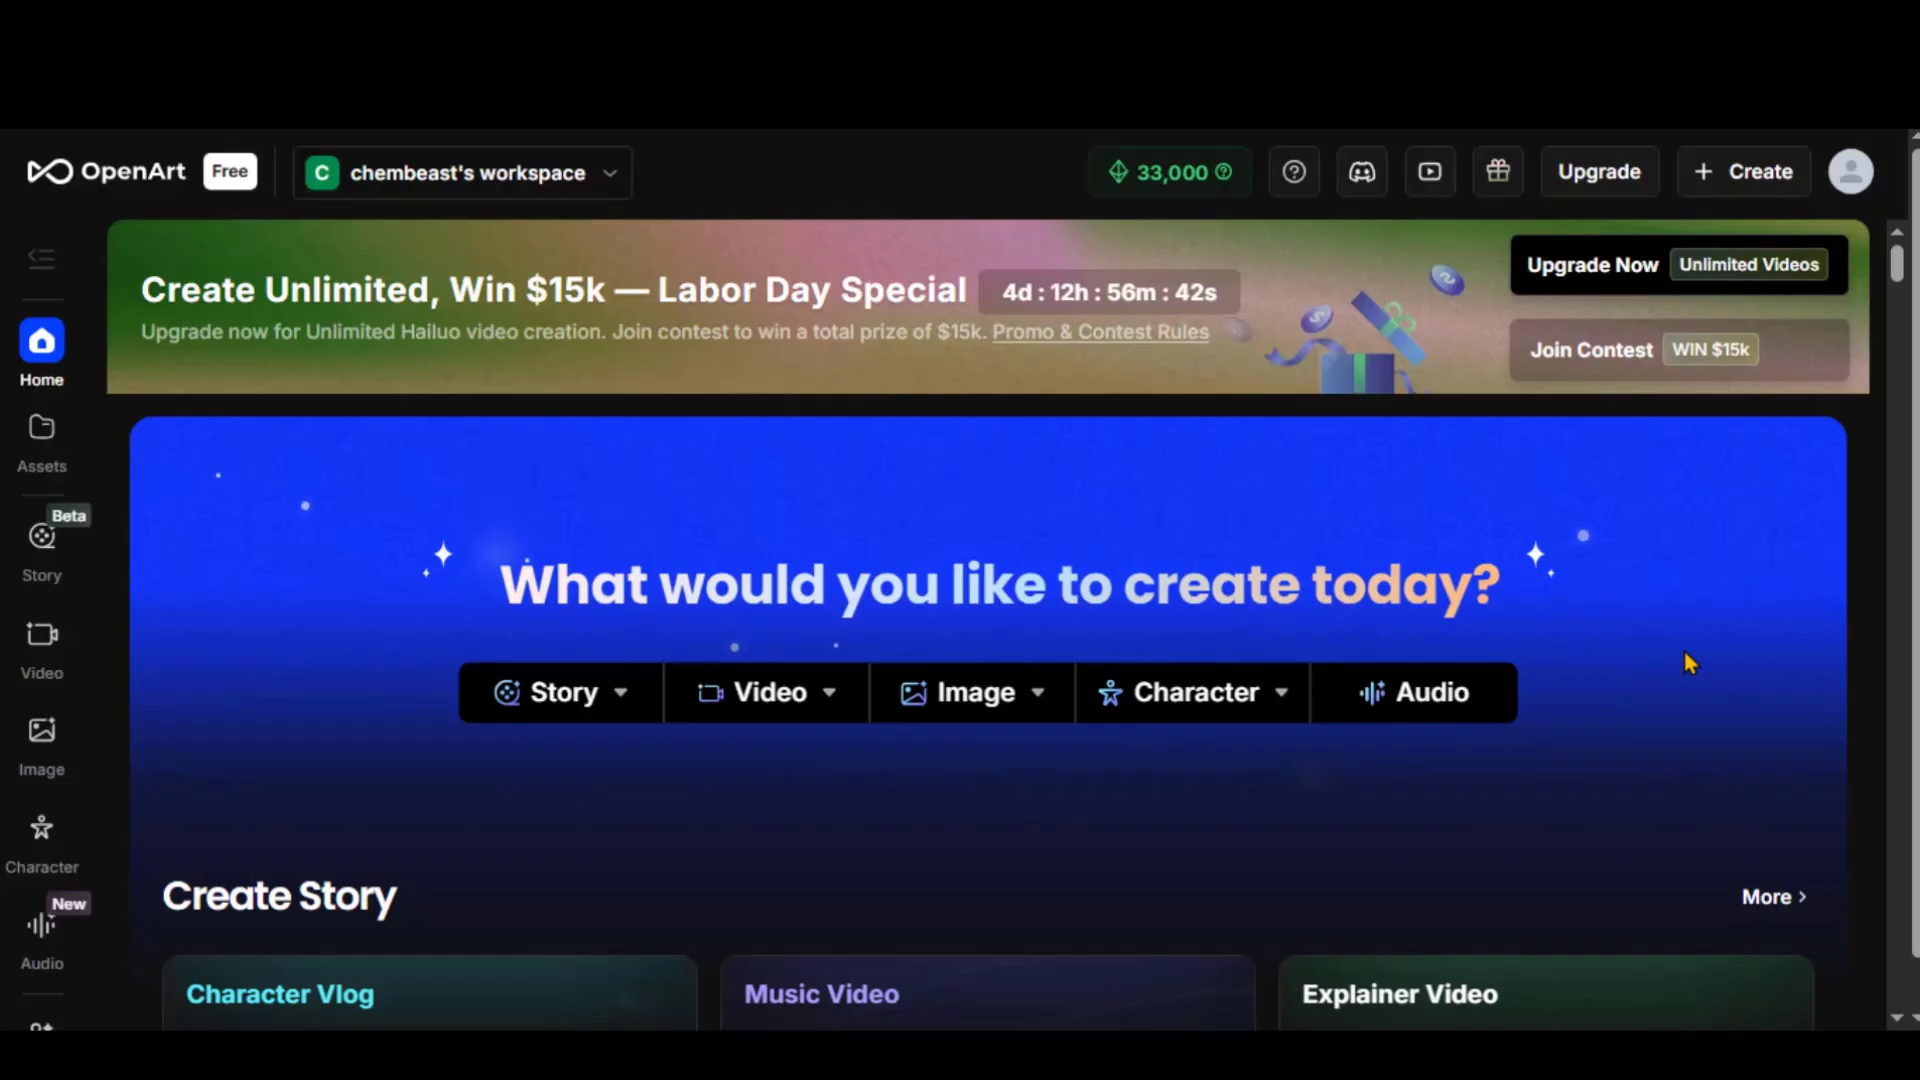 OpenArt Free
C chembeast's workspace
33,000
Upgrade
+ Create
Create Unlimited, Win $15k — Labor Day Special
4d : 12h : 56m : 42s
Upgrade now for Unlimited Hailuo video creation. Join contest to win a total prize of $15k. Promo & Contest Rules
Upgrade Now Unlimited Videos
Join Contest WIN $15k
Home
Assets
Beta
Story
Video
Image
Character
New
Audio
What would you like to create today?
Story
Video
Image
Character
Audio
Create Story
More >
Character Vlog
Music Video
Explainer Video